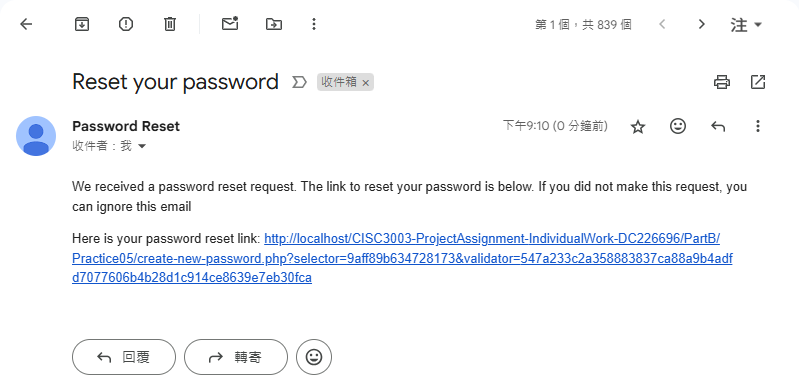 第 1 個，共 839 個
注
Reset your password
收件箱 ×
Password Reset
下午9:10 (0 分鐘前)
收件者：我
We received a password reset request. The link to reset your password is below. If you did not make this request, you
can ignore this email
Here is your password reset link: http://localhost/CISC3003-ProjectAssignment-IndividualWork-DC226696/PartB/
Practice05/create-new-password.php?selector=9aff89b634728173&validator=547a233c2a358883837ca88a9b4adf
d7077606b4b28d1c914ce8639e7eb30fca
回覆
轉寄